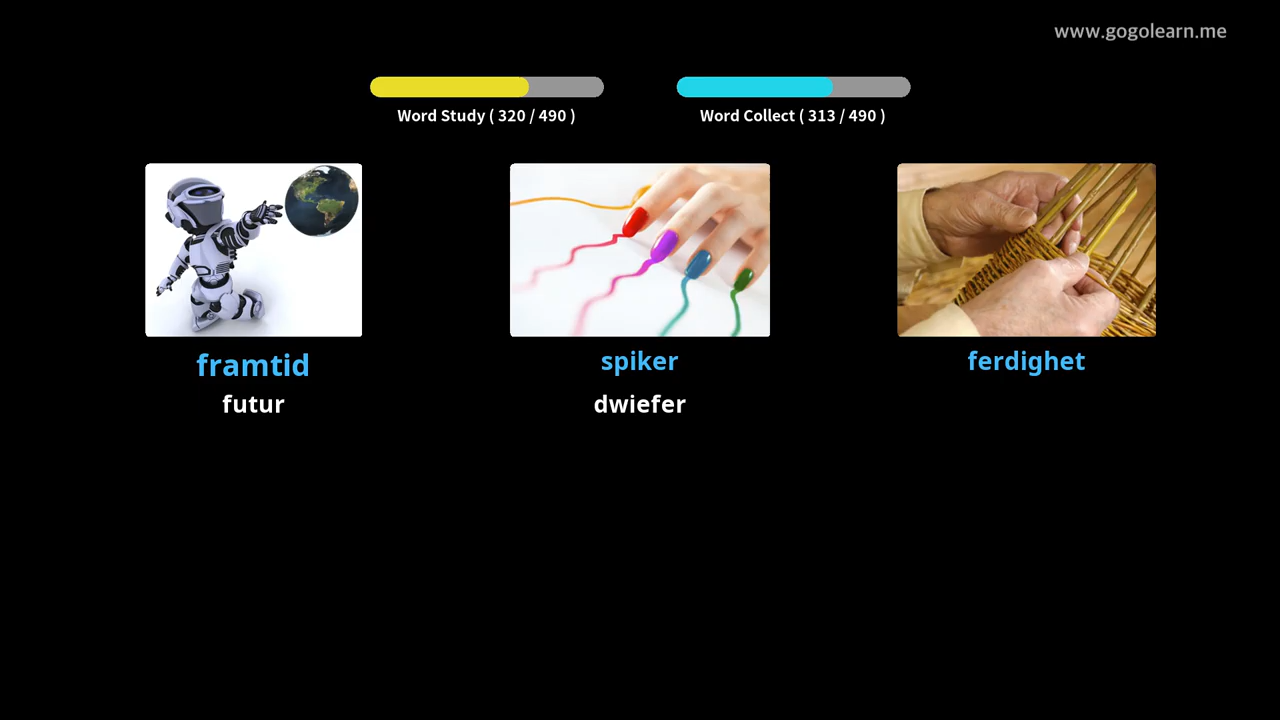 www.gogolearn.me
Word Study ( 320 / 490 )
Word Collect ( 313 / 490 )
framtid
spiker
ferdighet
futur
dwiefer